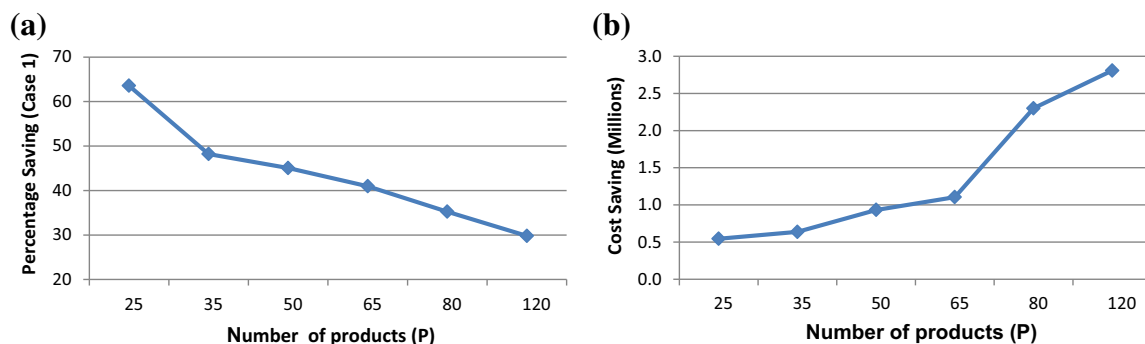 (a)
Percentage Saving (Case 1)
70
60
50
40
30
20
25 35 50 65 80 120
Number of products (P)
(b)
Cost Saving (Millions)
3.0
2.5
2.0
1.5
1.0
0.5
0.0
25 35 50 65 80 120
Number of products (P)